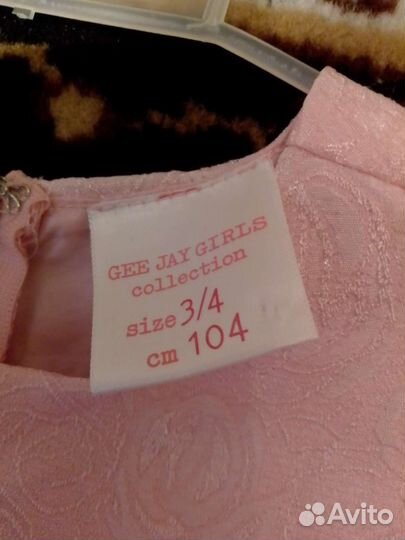 GEE JAY GIRLS
collection
size 3/4
cm 104
Avito